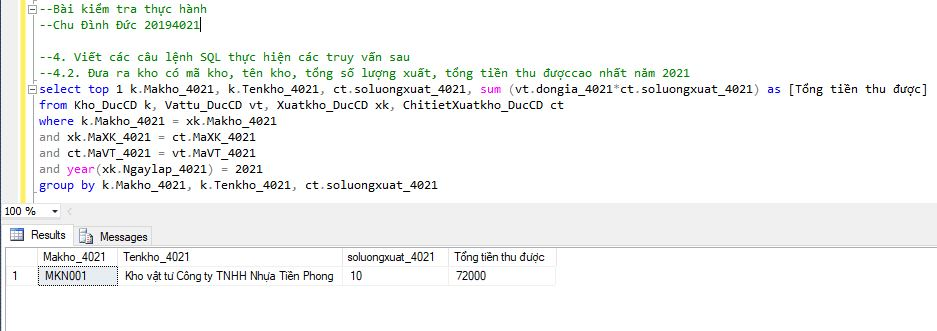 --Bài kiểm tra thực hành
--Chu Đình Đức 20194021
--4. Viết các câu lệnh SQL thực hiện các truy vấn sau
--4.2. Đưa ra kho có mã kho, tên kho, tổng số lượng xuất, tổng tiền thu đượccao nhất năm 2021
select top 1 k.Makho_4021, k.Tenkho_4021, ct.soluongxuat_4021, sum (vt.dongia_4021*ct.soluongxuat_4021) as [Tổng tiền thu được]
from Kho_DucCD k, Vattu_DucCD vt, Xuatkho_DucCD xk, ChitietXuatkho_DucCD ct
where k.Makho_4021 = xk.Makho_4021
and xk.MaXK_4021 = ct.MaXK_4021
and ct.MaVT_4021 = vt.MaVT_4021
and year(xk.Ngaylap_4021) = 2021
group by k.Makho_4021, k.Tenkho_4021, ct.soluongxuat_4021
100 %
Results Messages
Makho_4021 Tenkho_4021 soluongxuat_4021 Tổng tiền thu được
1 MKN001 Kho vật tư Công ty TNHH Nhựa Tiền Phong 10 72000